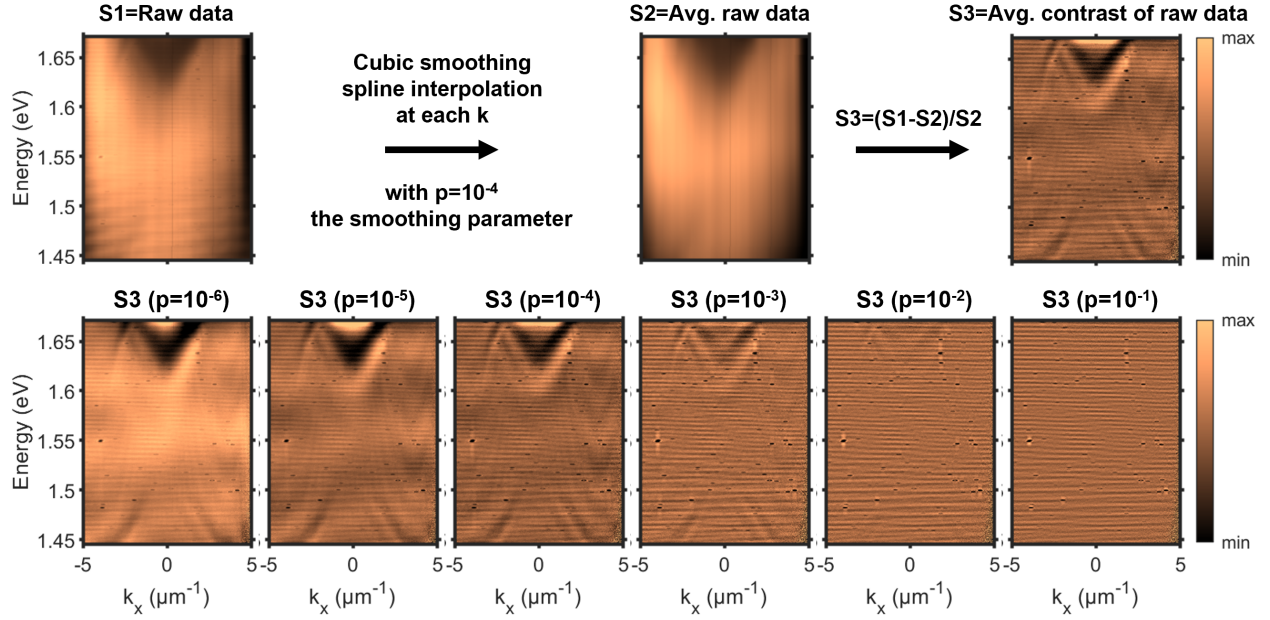 S1=Raw data
S2=Avg. raw data
S3=Avg. contrast of raw data
Energy (eV)
1.65
1.6
1.55
1.5
1.45
Cubic smoothing
spline interpolation
at each k
with p=10⁻⁴
the smoothing parameter
S3=(S1-S2)/S2
max
min
S3 (p=10⁻⁶)
S3 (p=10⁻⁵)
S3 (p=10⁻⁴)
S3 (p=10⁻³)
S3 (p=10⁻²)
S3 (p=10⁻¹)
Energy (eV)
1.65
1.6
1.55
1.5
1.45
max
min
-5 0 5
-5 0 5
-5 0 5
-5 0 5
-5 0 5
-5 0 5
kₓ (µm⁻¹)
kₓ (µm⁻¹)
kₓ (µm⁻¹)
kₓ (µm⁻¹)
kₓ (µm⁻¹)
kₓ (µm⁻¹)